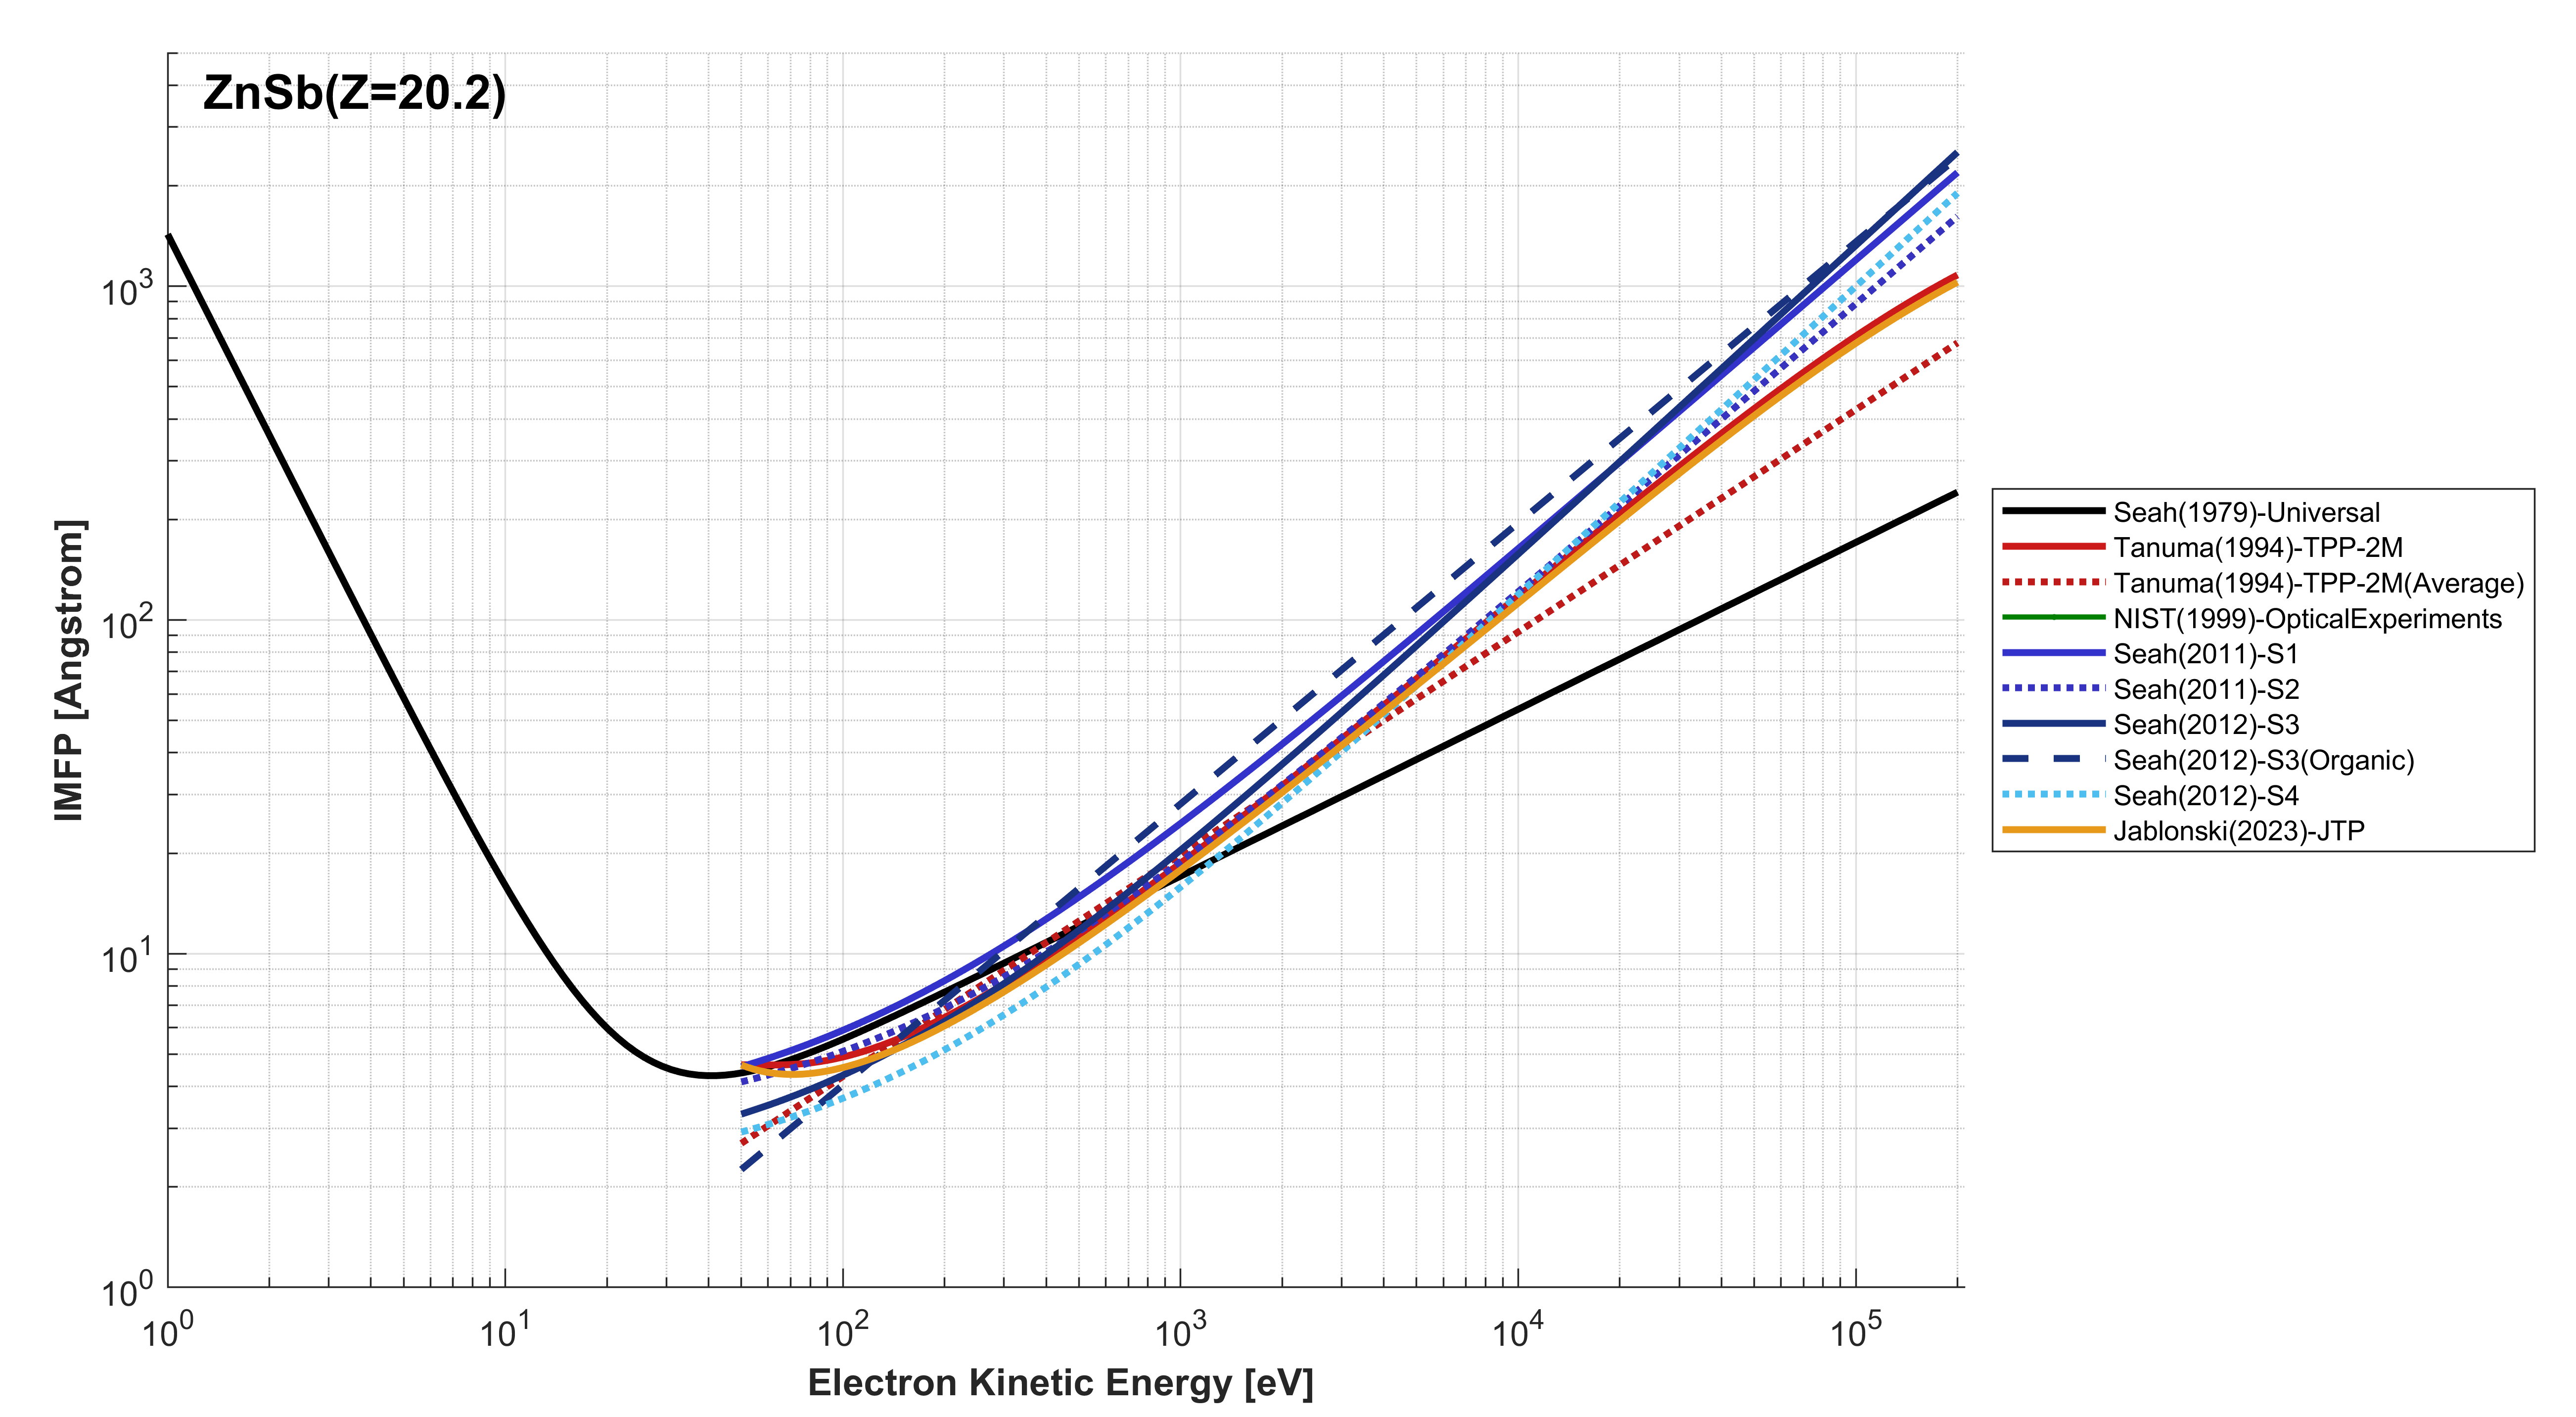 ZnSb(Z=20.2)
10^3
10^2
10^1
10^0
IMFP [Angstrom]
10^0 10^1 10^2 10^3 10^4 10^5
Electron Kinetic Energy [eV]
Seah(1979)-Universal
Tanuma(1994)-TPP-2M
Tanuma(1994)-TPP-2M(Average)
NIST(1999)-OpticalExperiments
Seah(2011)-S1
Seah(2011)-S2
Seah(2012)-S3
Seah(2012)-S3(Organic)
Seah(2012)-S4
Jablonski(2023)-JTP